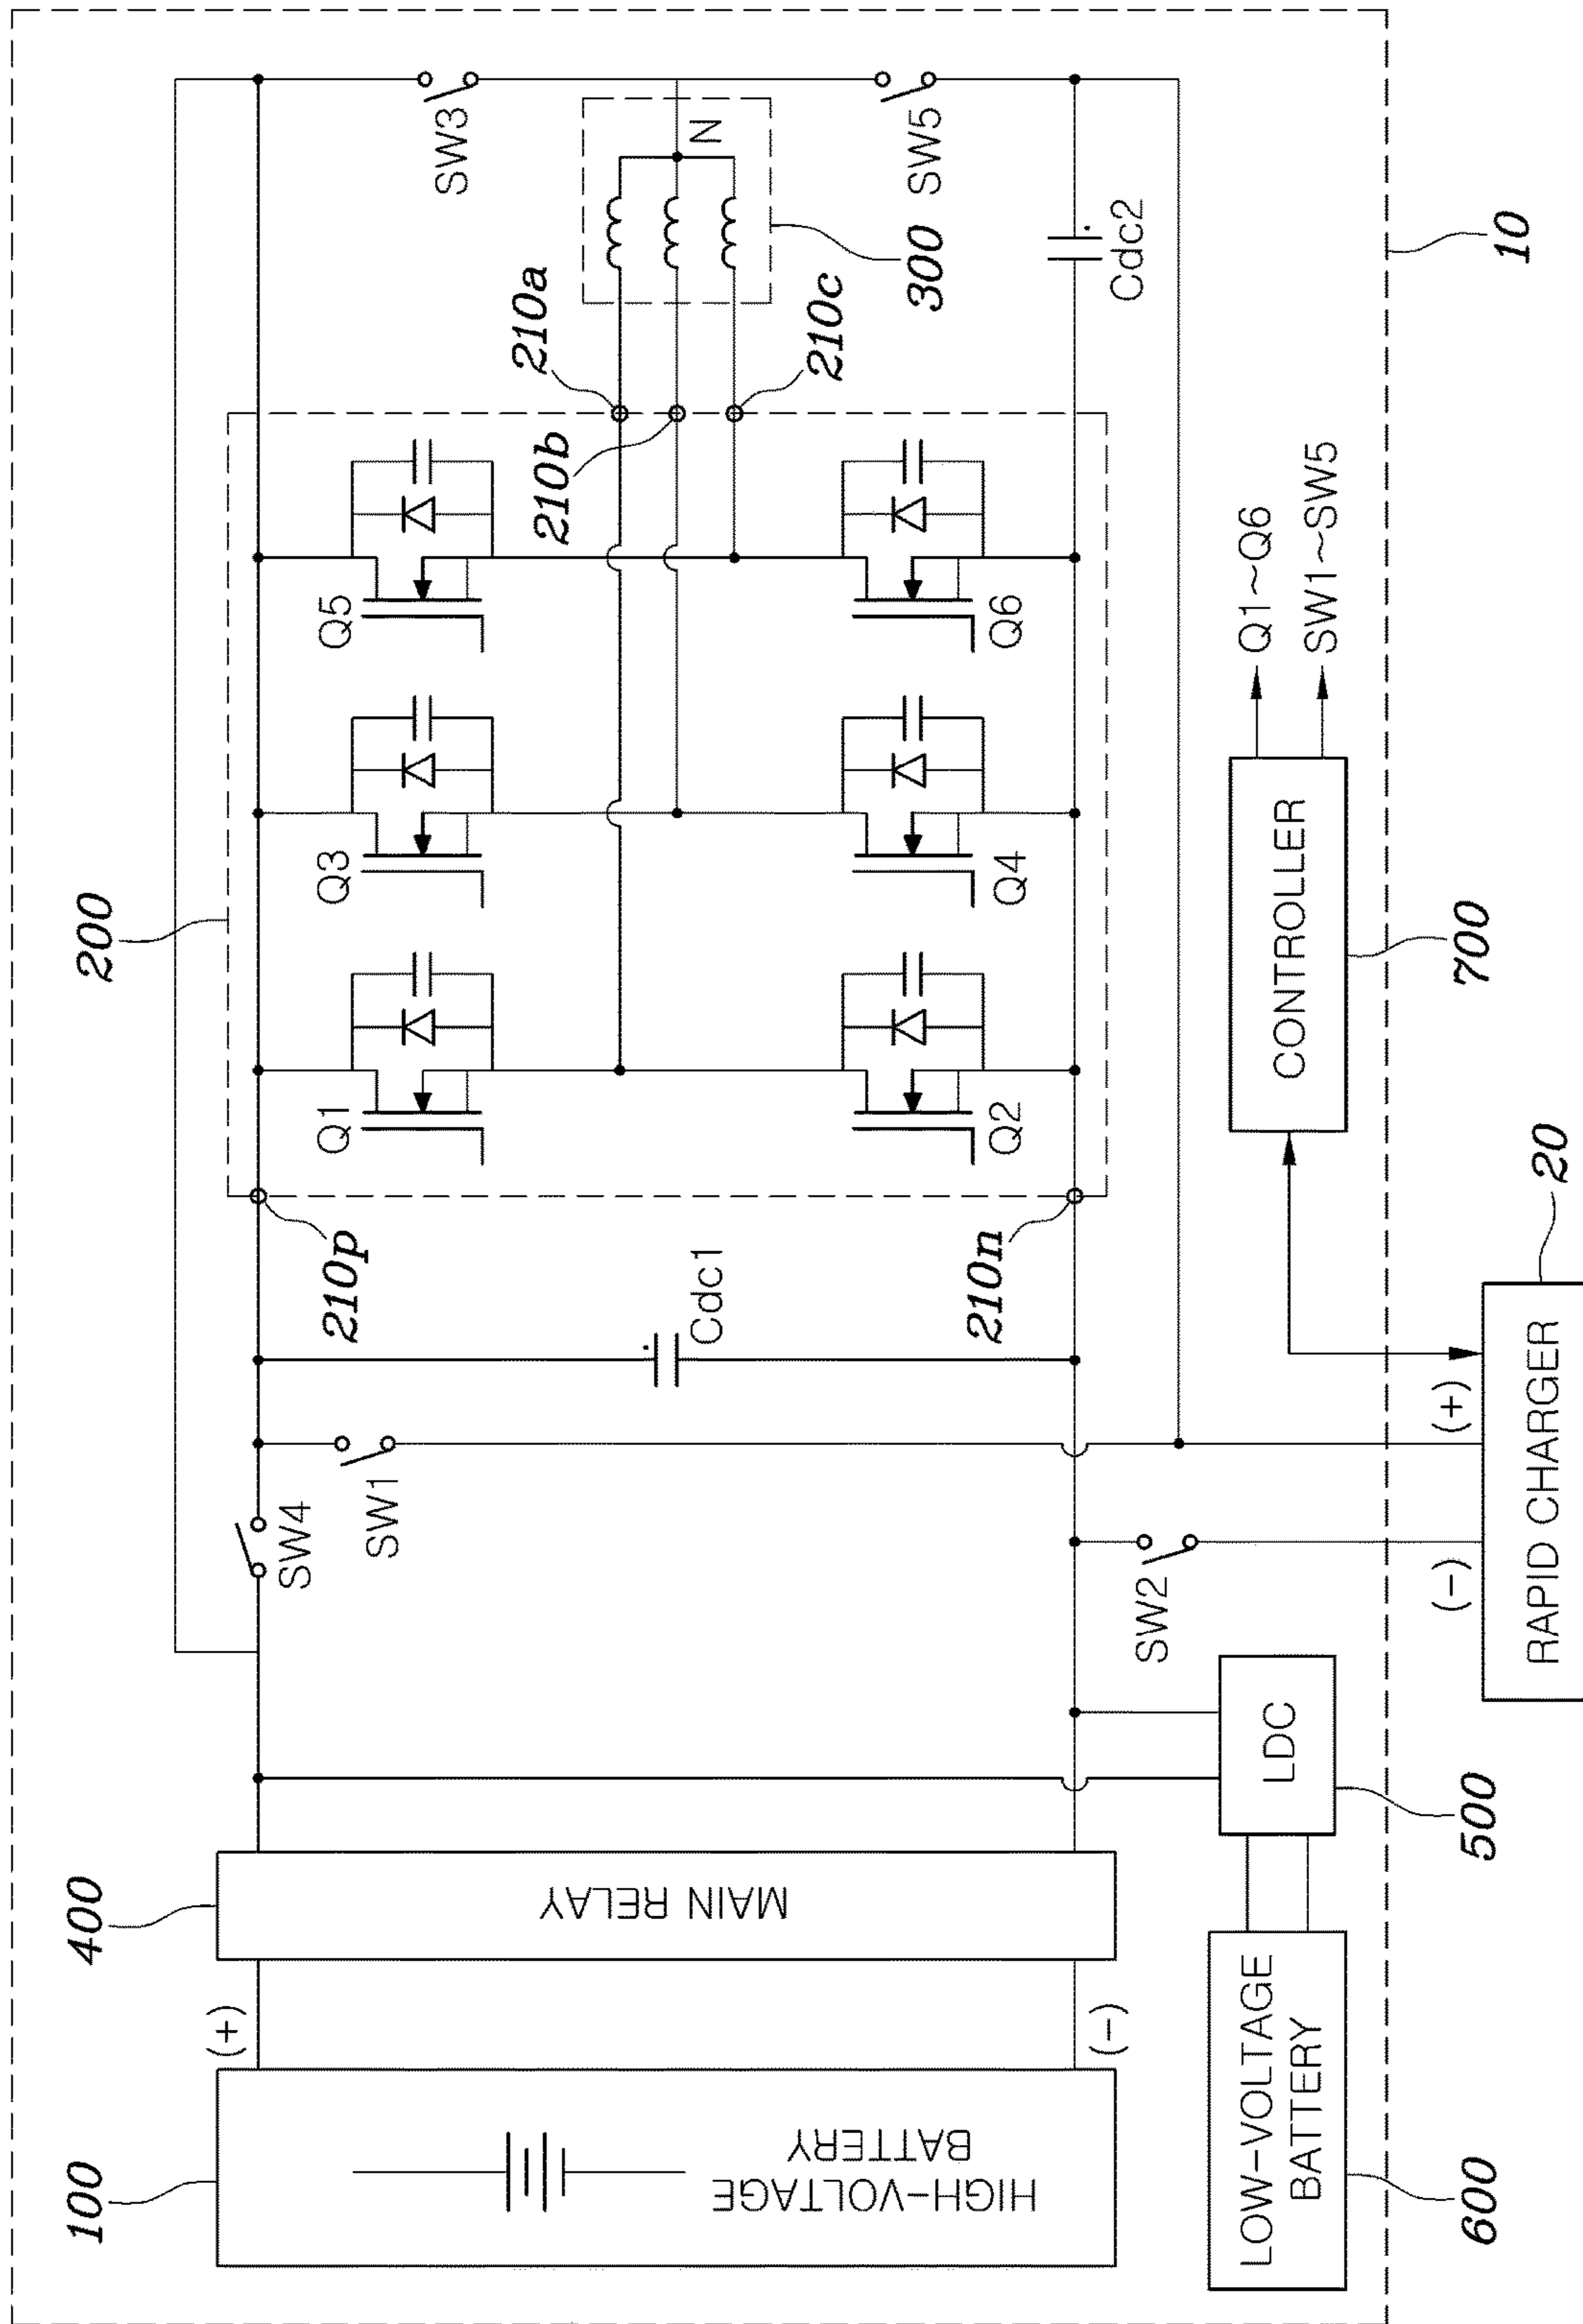 10
200
Q1
Q3
Q5
Q2
Q4
Q6
210p
210n
210a
210b
210c
SW3
N
SW5
300
Cdc2
Cdc1
SW4
SW1
SW2
400
MAIN RELAY
(+)
(-)
100
HIGH-VOLTAGE
BATTERY
LOW-VOLTAGE
BATTERY
600
LDC
500
CONTROLLER
700
Q1~Q6
SW1~SW5
(-)
(+)
RAPID CHARGER
20